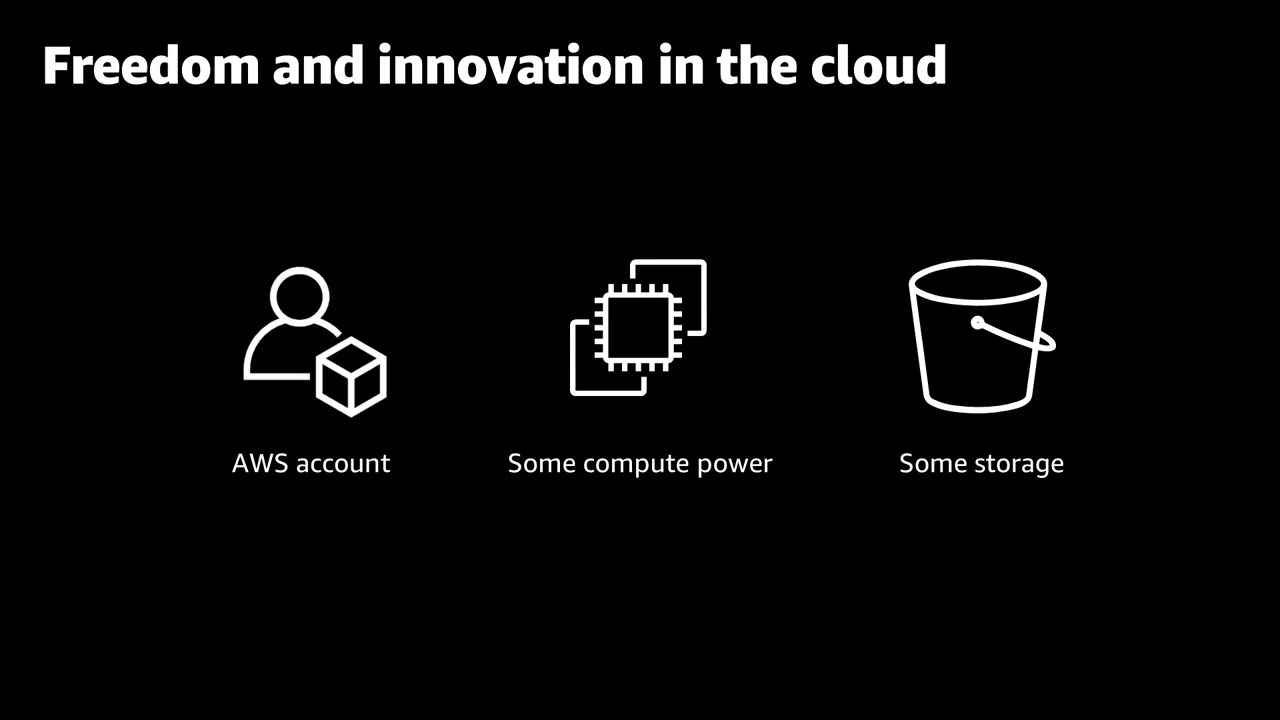 Freedom and innovation in the cloud
AWS account
Some compute power
Some storage